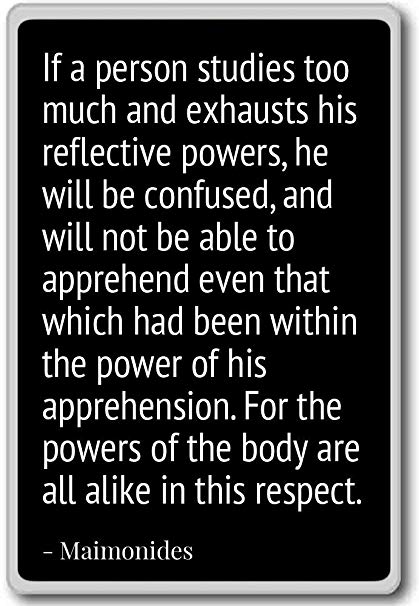 If a person studies too
much and exhausts his
reflective powers, he
will be confused, and
will not be able to
apprehend even that
which had been within
the power of his
apprehension. For the
powers of the body are
all alike in this respect.
– Maimonides